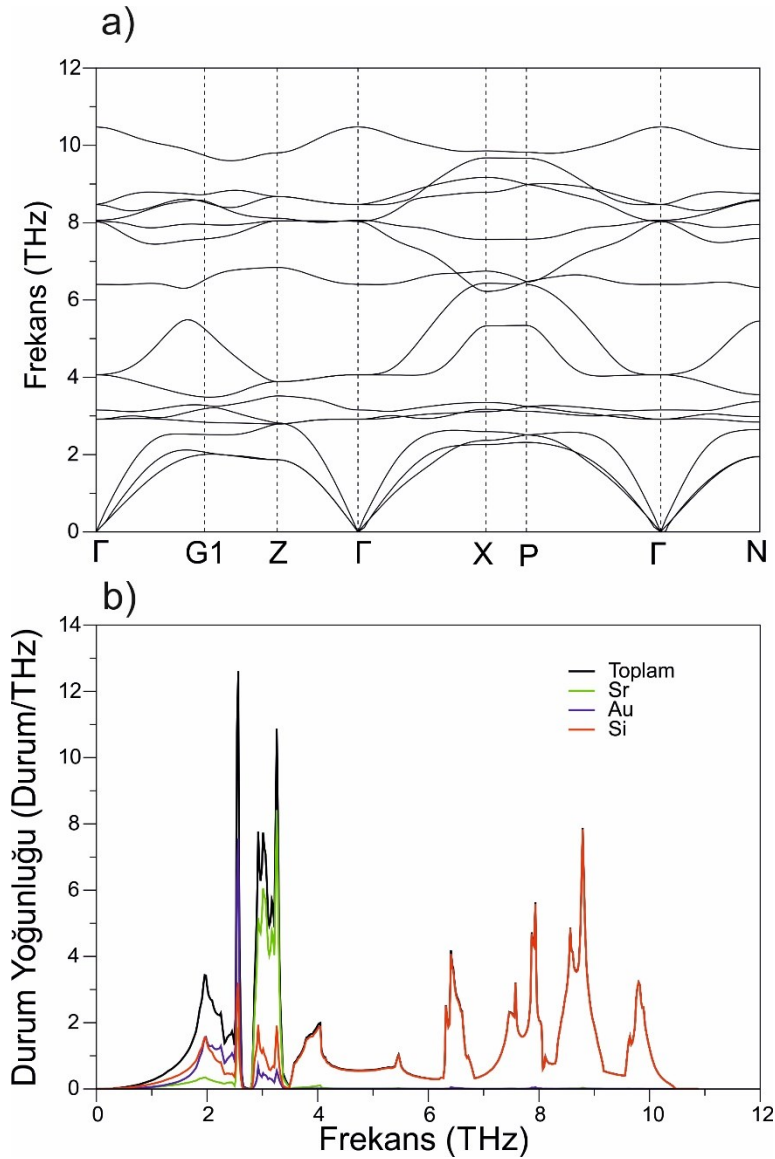 a)
Frekans (THz)
12
10
8
6
4
2
0
Γ G1 Z Γ X P Γ N
b)
Durum Yoğunluğu (Durum/THz)
14
12
10
8
6
4
2
0
Toplam
Sr
Au
Si
0 2 4 6 8 10 12
Frekans (THz)